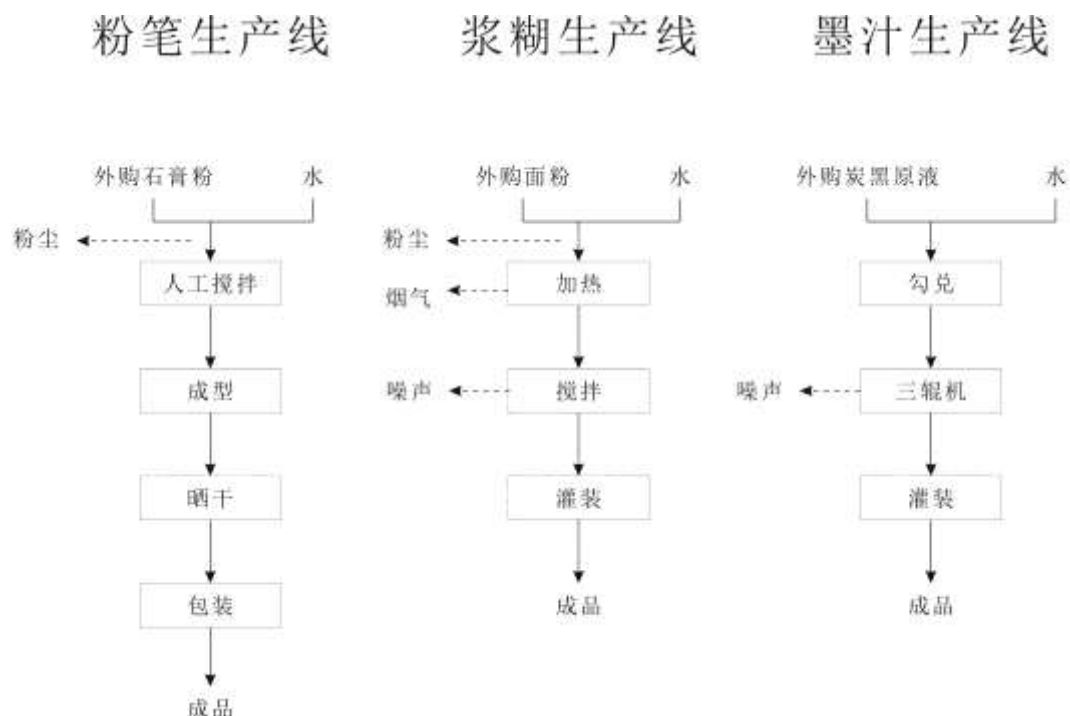 粉笔生产线 浆糊生产线 墨汁生产线
外购石膏粉 水 外购面粉 水 外购炭黑原液 水
粉尘 粉尘
人工搅拌 加热 勾兑
烟气
成型 噪声 搅拌 噪声 三辊机
晒干 灌装 灌装
包装 成品 成品
成品